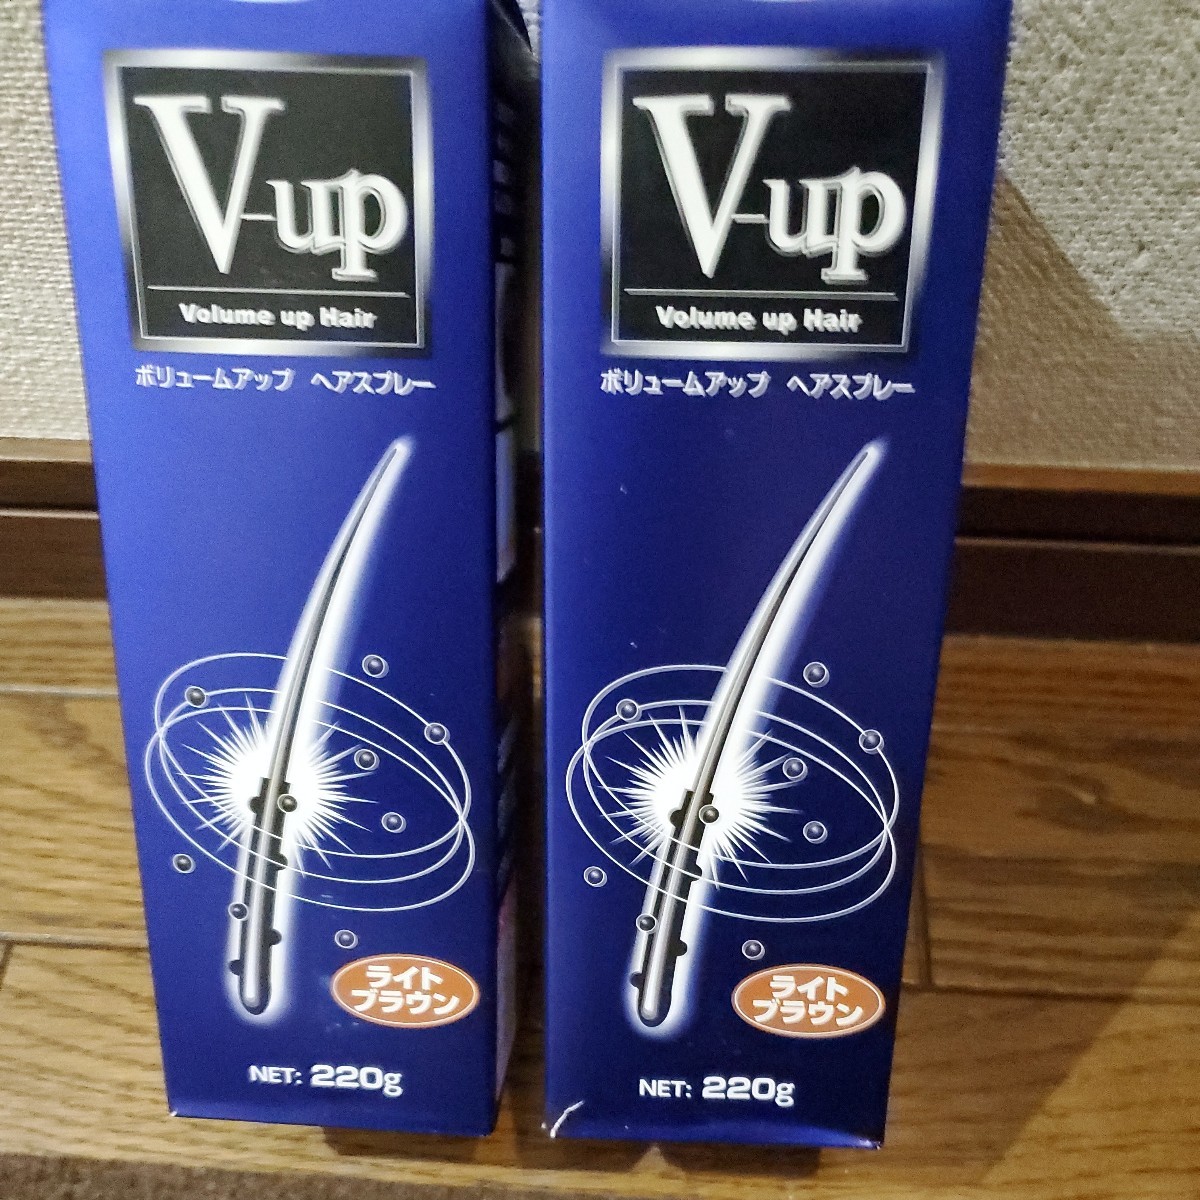 V-up
Volume up Hair
ボリュームアップ ヘアスプレー
ライト
ブラウン
NET: 220g
V-up
Volume up Hair
ボリュームアップ ヘアスプレー
ライト
ブラウン
NET: 220g